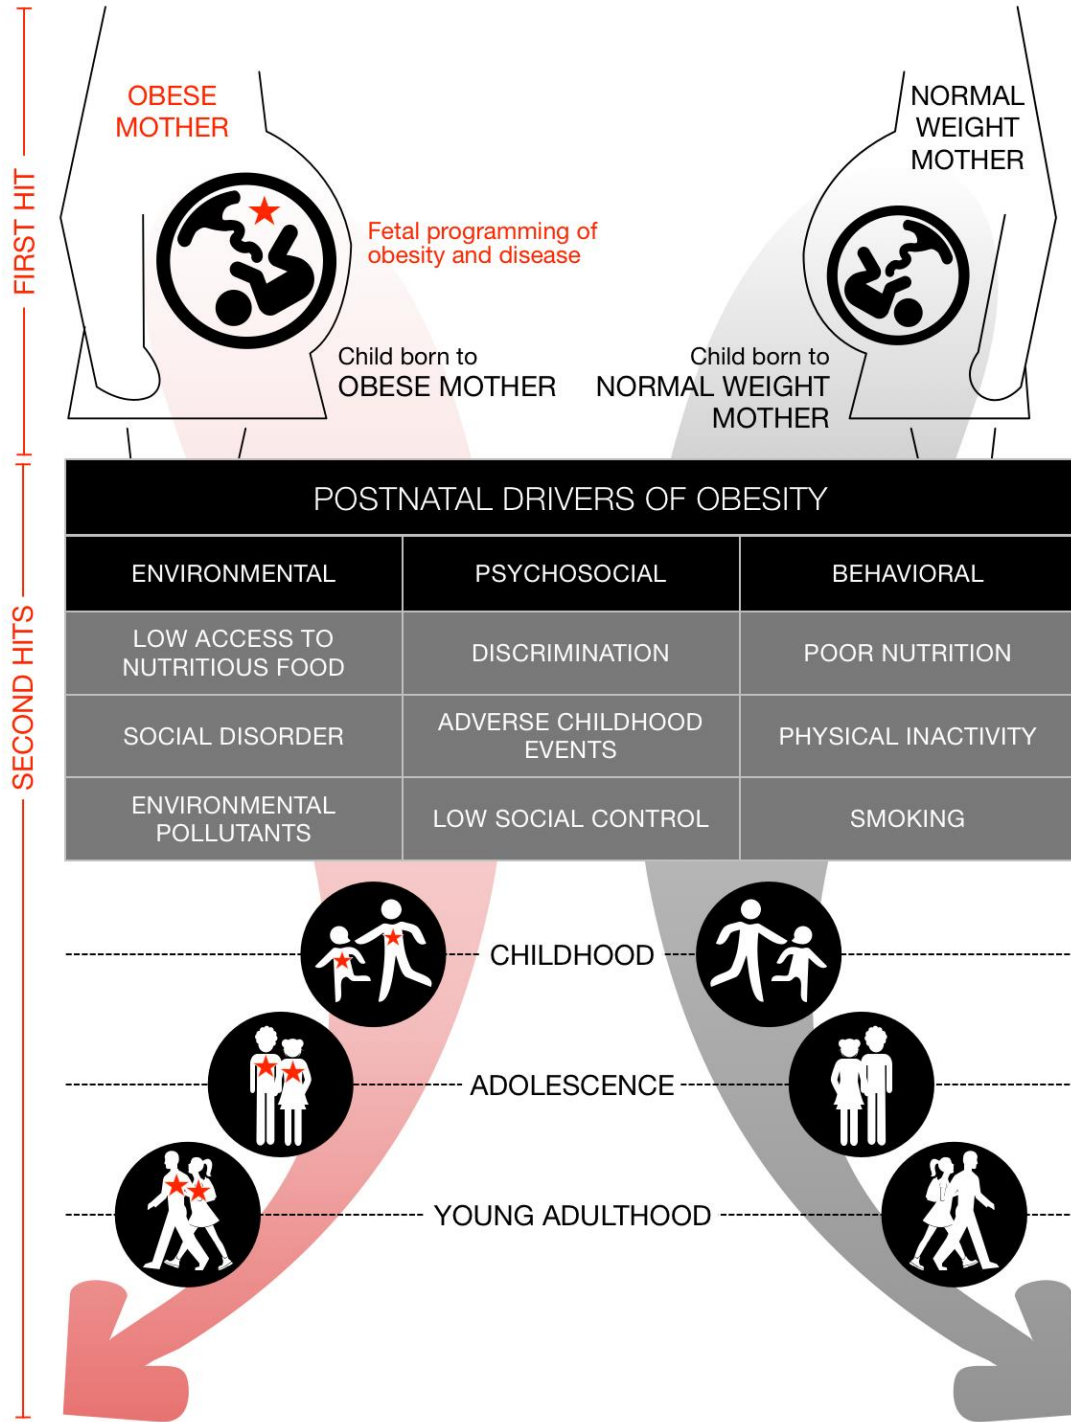 OBESE
MOTHER
NORMAL
WEIGHT
MOTHER
FIRST HIT
Fetal programming of
obesity and disease
Child born to
OBESE MOTHER
Child born to
NORMAL WEIGHT
MOTHER
SECOND HITS
POSTNATAL DRIVERS OF OBESITY
ENVIRONMENTAL
PSYCHOSOCIAL
BEHAVIORAL
LOW ACCESS TO
NUTRITIOUS FOOD
DISCRIMINATION
POOR NUTRITION
SOCIAL DISORDER
ADVERSE CHILDHOOD
EVENTS
PHYSICAL INACTIVITY
ENVIRONMENTAL
POLLUTANTS
LOW SOCIAL CONTROL
SMOKING
CHILDHOOD
ADOLESCENCE
YOUNG ADULTHOOD